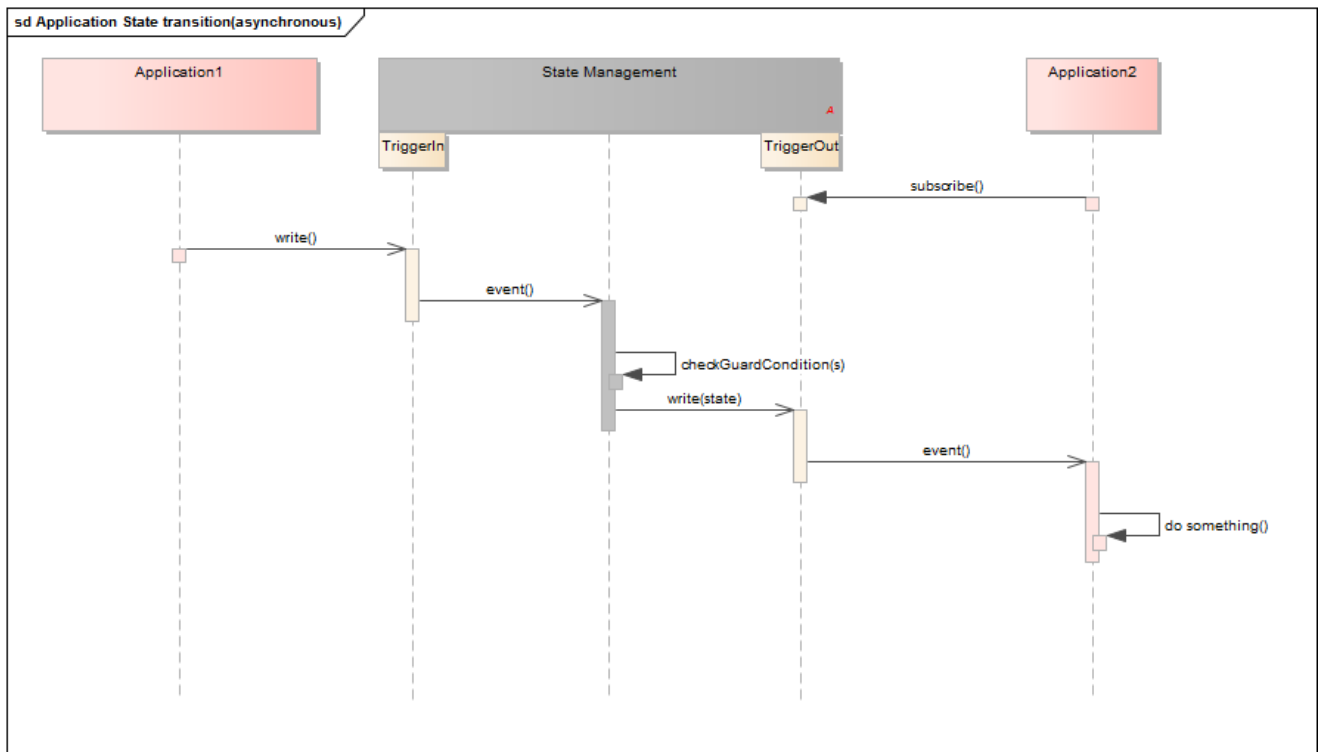 sd Application State transition(asynchronous)
Application1
State Management
Application2
A
TriggerIn
TriggerOut
subscribe()
write()
event()
checkGuardCondition(s)
write(state)
event()
do something()